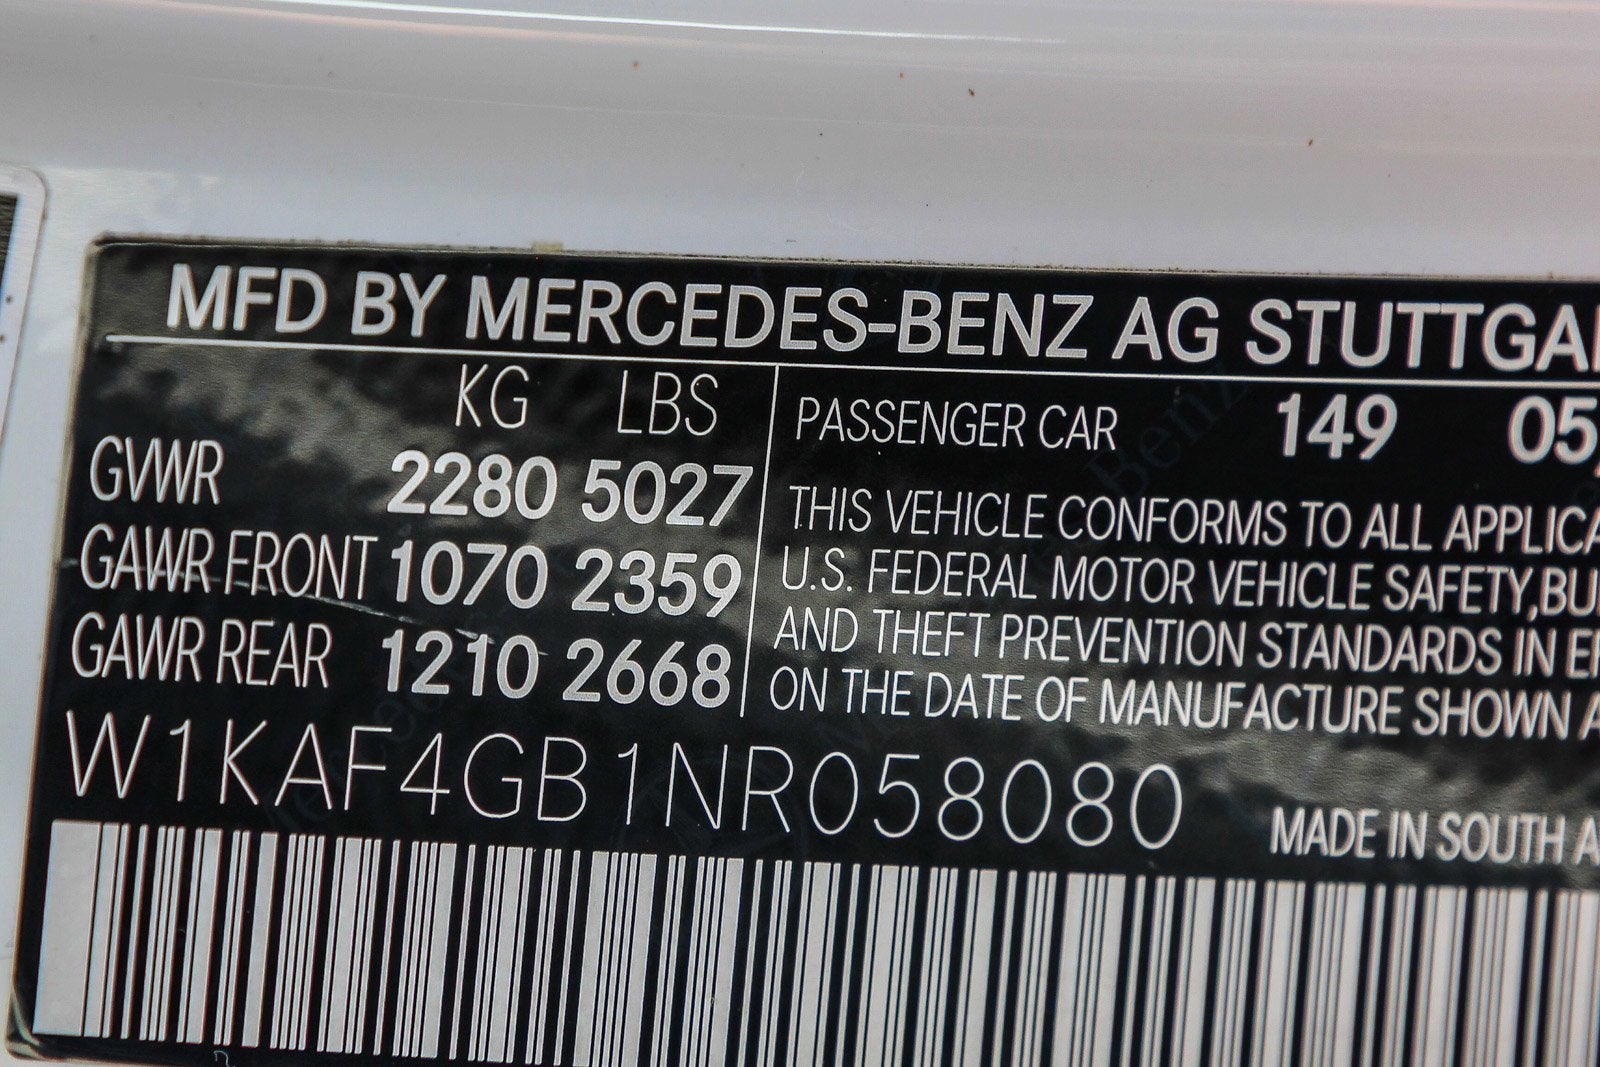 MFD BY MERCEDES-BENZ AG STUTTGA
KG LBS
GVWR 2280 5027
GAWR FRONT 1070 2359
GAWR REAR 1210 2668
PASSENGER CAR 149 05
THIS VEHICLE CONFORMS TO ALL APPLICA
U.S. FEDERAL MOTOR VEHICLE SAFETY,BU
AND THEFT PREVENTION STANDARDS IN E
ON THE DATE OF MANUFACTURE SHOWN A
W1KAF4GB1NR058080
MADE IN SOUTH A